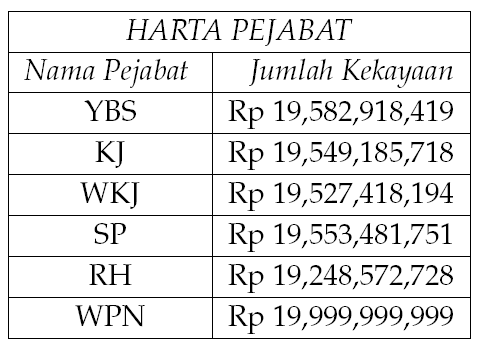 HARTA PEJABAT
Nama Pejabat Jumlah Kekayaan
YBS Rp 19,582,918,419
KJ Rp 19,549,185,718
WKJ Rp 19,527,418,194
SP Rp 19,553,481,751
RH Rp 19,248,572,728
WPN Rp 19,999,999,999